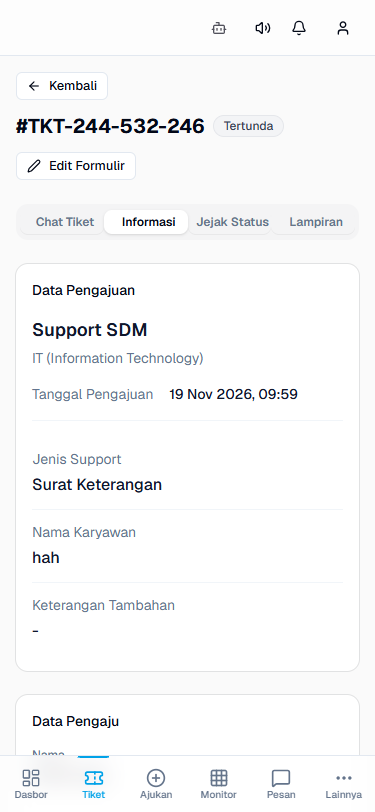 Kembali
#TKT-244-532-246 Tertunda
Edit Formulir
Chat Tiket Informasi Jejak Status Lampiran
Data Pengajuan
Support SDM
IT (Information Technology)
Tanggal Pengajuan 19 Nov 2026, 09:59
Jenis Support
Surat Keterangan
Nama Karyawan
hah
Keterangan Tambahan
-
Data Pengaju
Nama
Dasbor Tiket Ajukan Monitor Pesan Lainnya